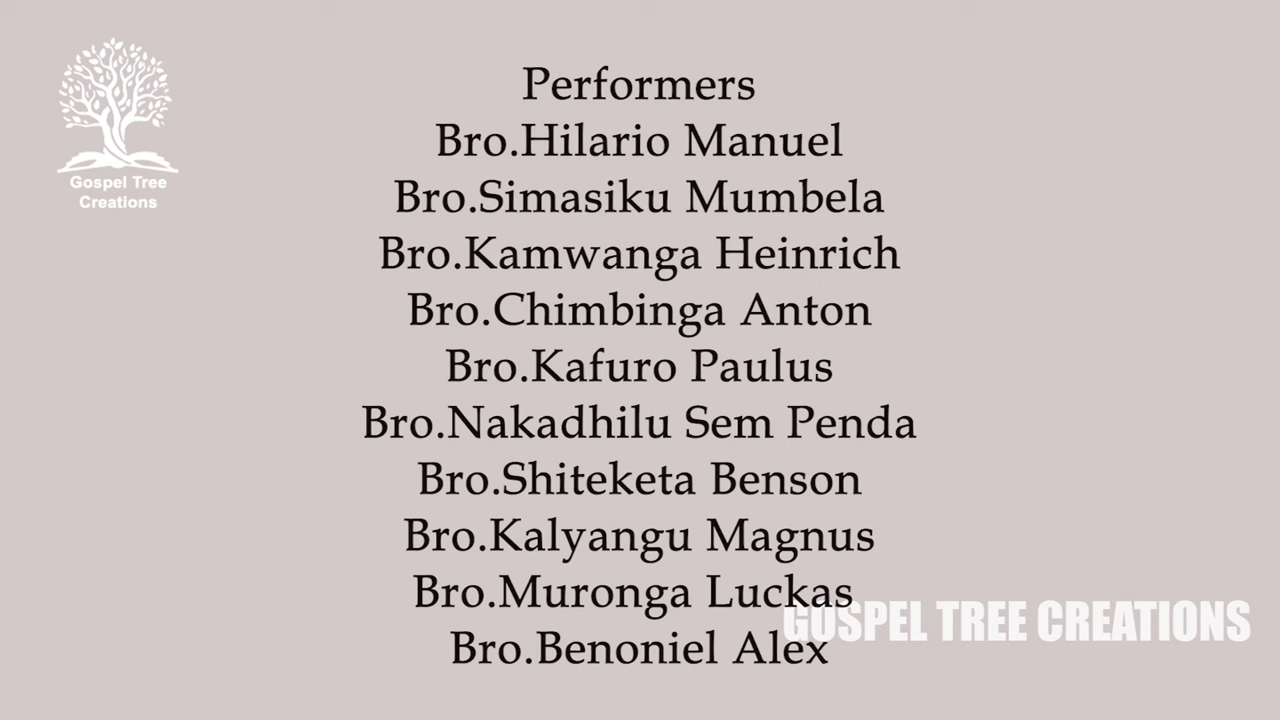 Gospel Tree
Creations
Performers
Bro.Hilario Manuel
Bro.Simasiku Mumbela
Bro.Kamwanga Heinrich
Bro.Chimbinga Anton
Bro.Kafuro Paulus
Bro.Nakadhilu Sem Penda
Bro.Shiteketa Benson
Bro.Kalyangu Magnus
Bro.Muronga Luckas
GOSPEL TREE CREATIONS
Bro.Benoniel Alex